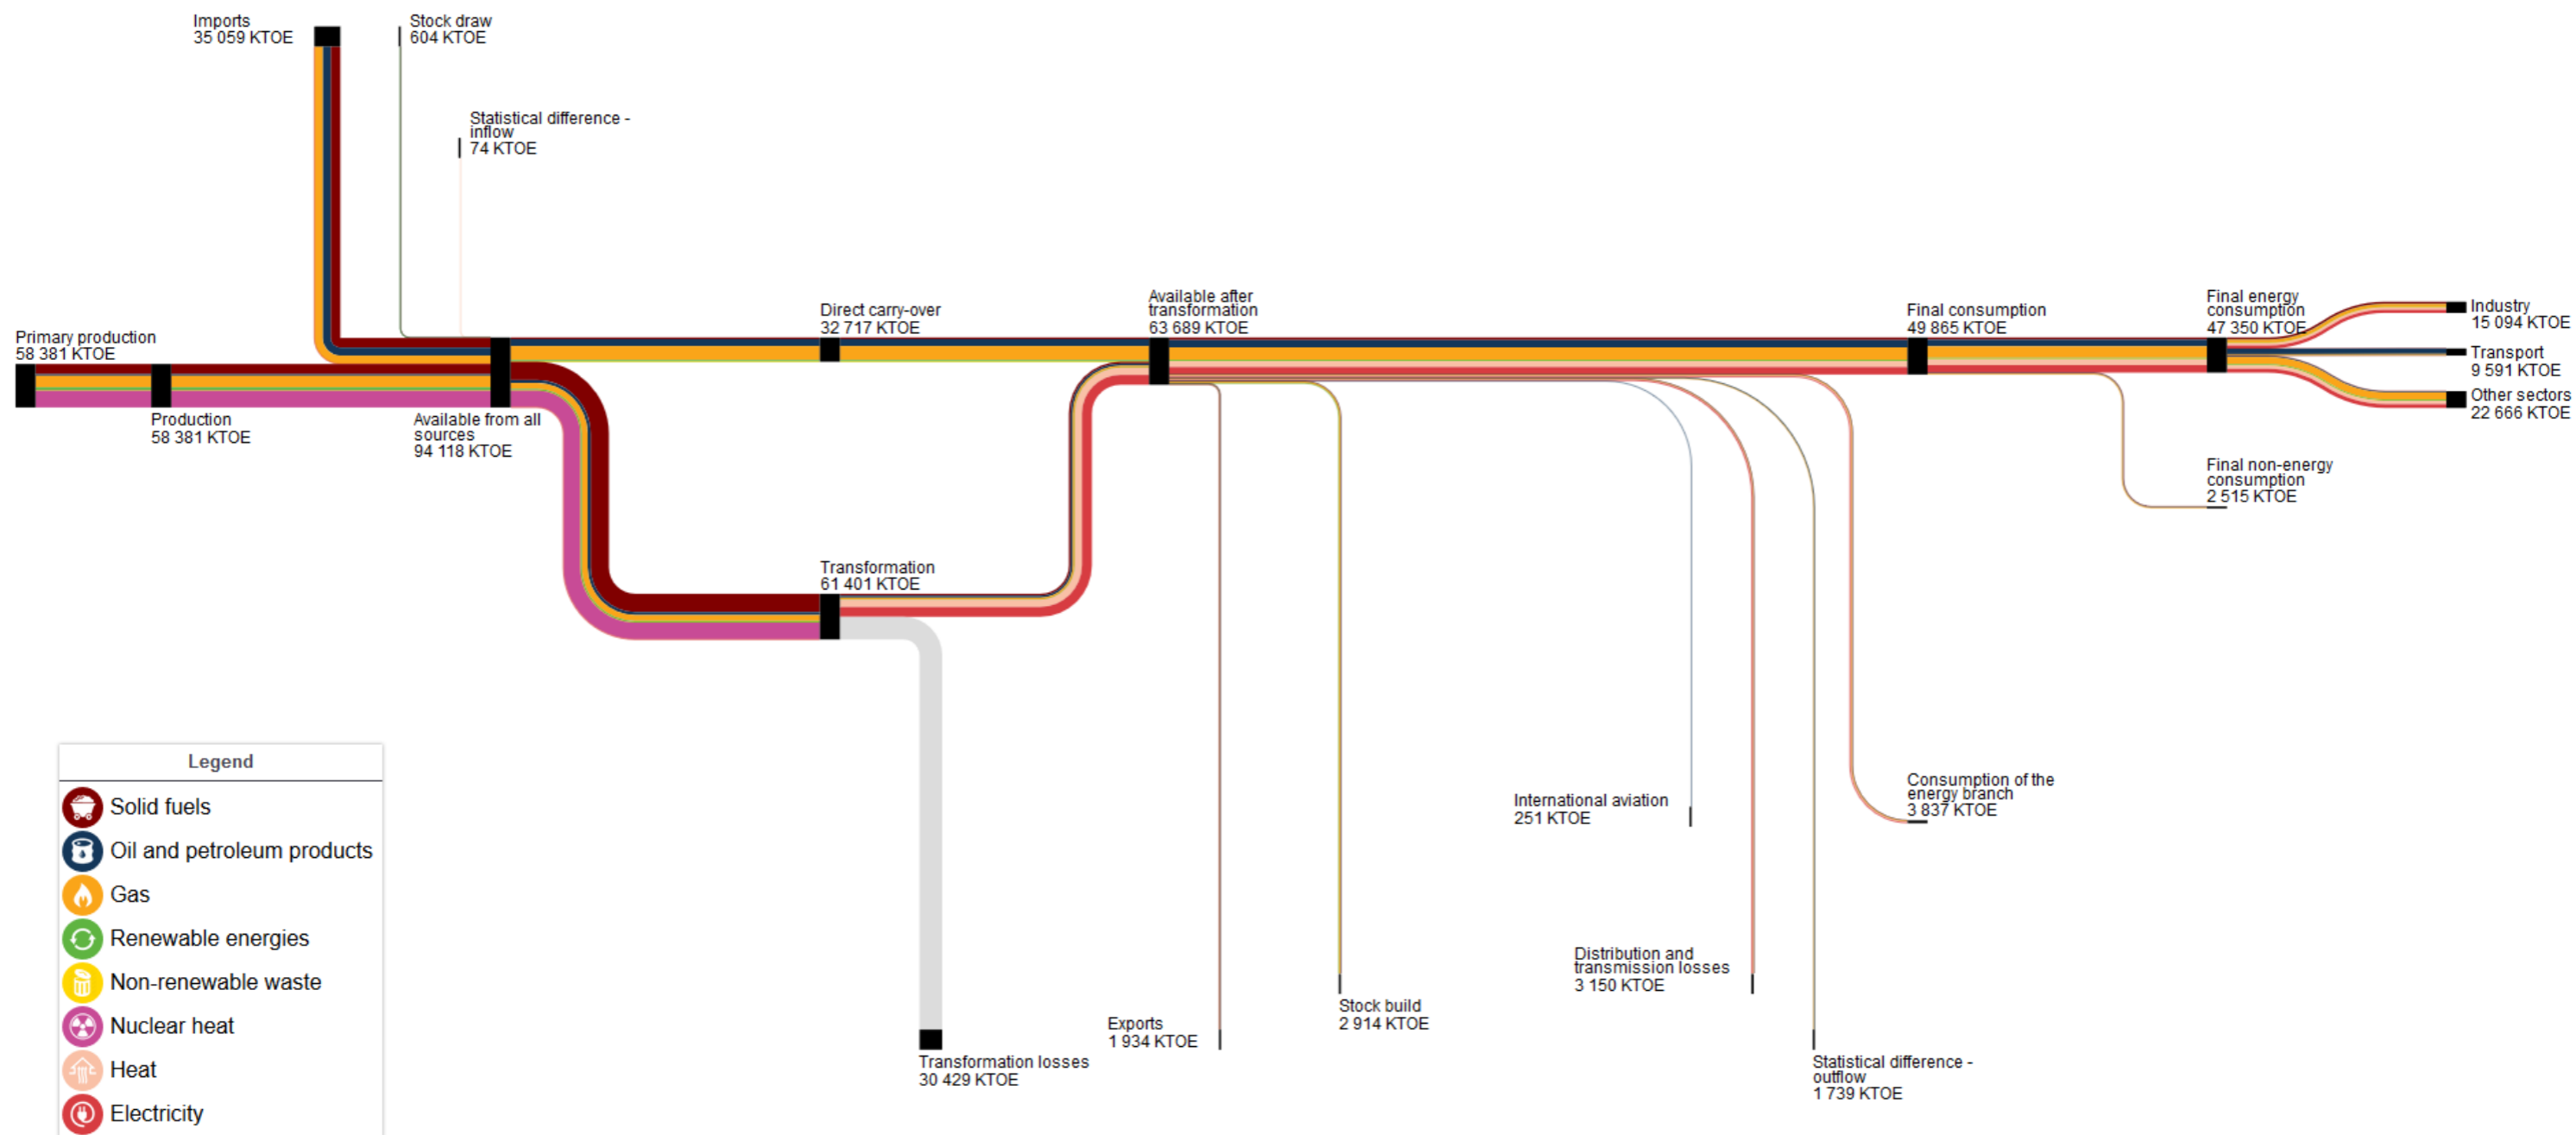 Imports
35 059 KTOE
Stock draw
604 KTOE
Statistical difference -
inflow
74 KTOE
Primary production
58 381 KTOE
Production
58 381 KTOE
Available from all
sources
94 118 KTOE
Direct carry-over
32 717 KTOE
Available after
transformation
63 689 KTOE
Final consumption
49 865 KTOE
Final energy
consumption
47 350 KTOE
Industry
15 094 KTOE
Transport
9 591 KTOE
Other sectors
22 666 KTOE
Final non-energy
consumption
2 515 KTOE
Transformation
61 401 KTOE
Consumption of the
energy branch
3 837 KTOE
International aviation
251 KTOE
Distribution and
transmission losses
3 150 KTOE
Stock build
2 914 KTOE
Exports
1 934 KTOE
Transformation losses
30 429 KTOE
Statistical difference -
outflow
1 739 KTOE
Legend
Solid fuels
Oil and petroleum products
Gas
Renewable energies
Non-renewable waste
Nuclear heat
Heat
Electricity